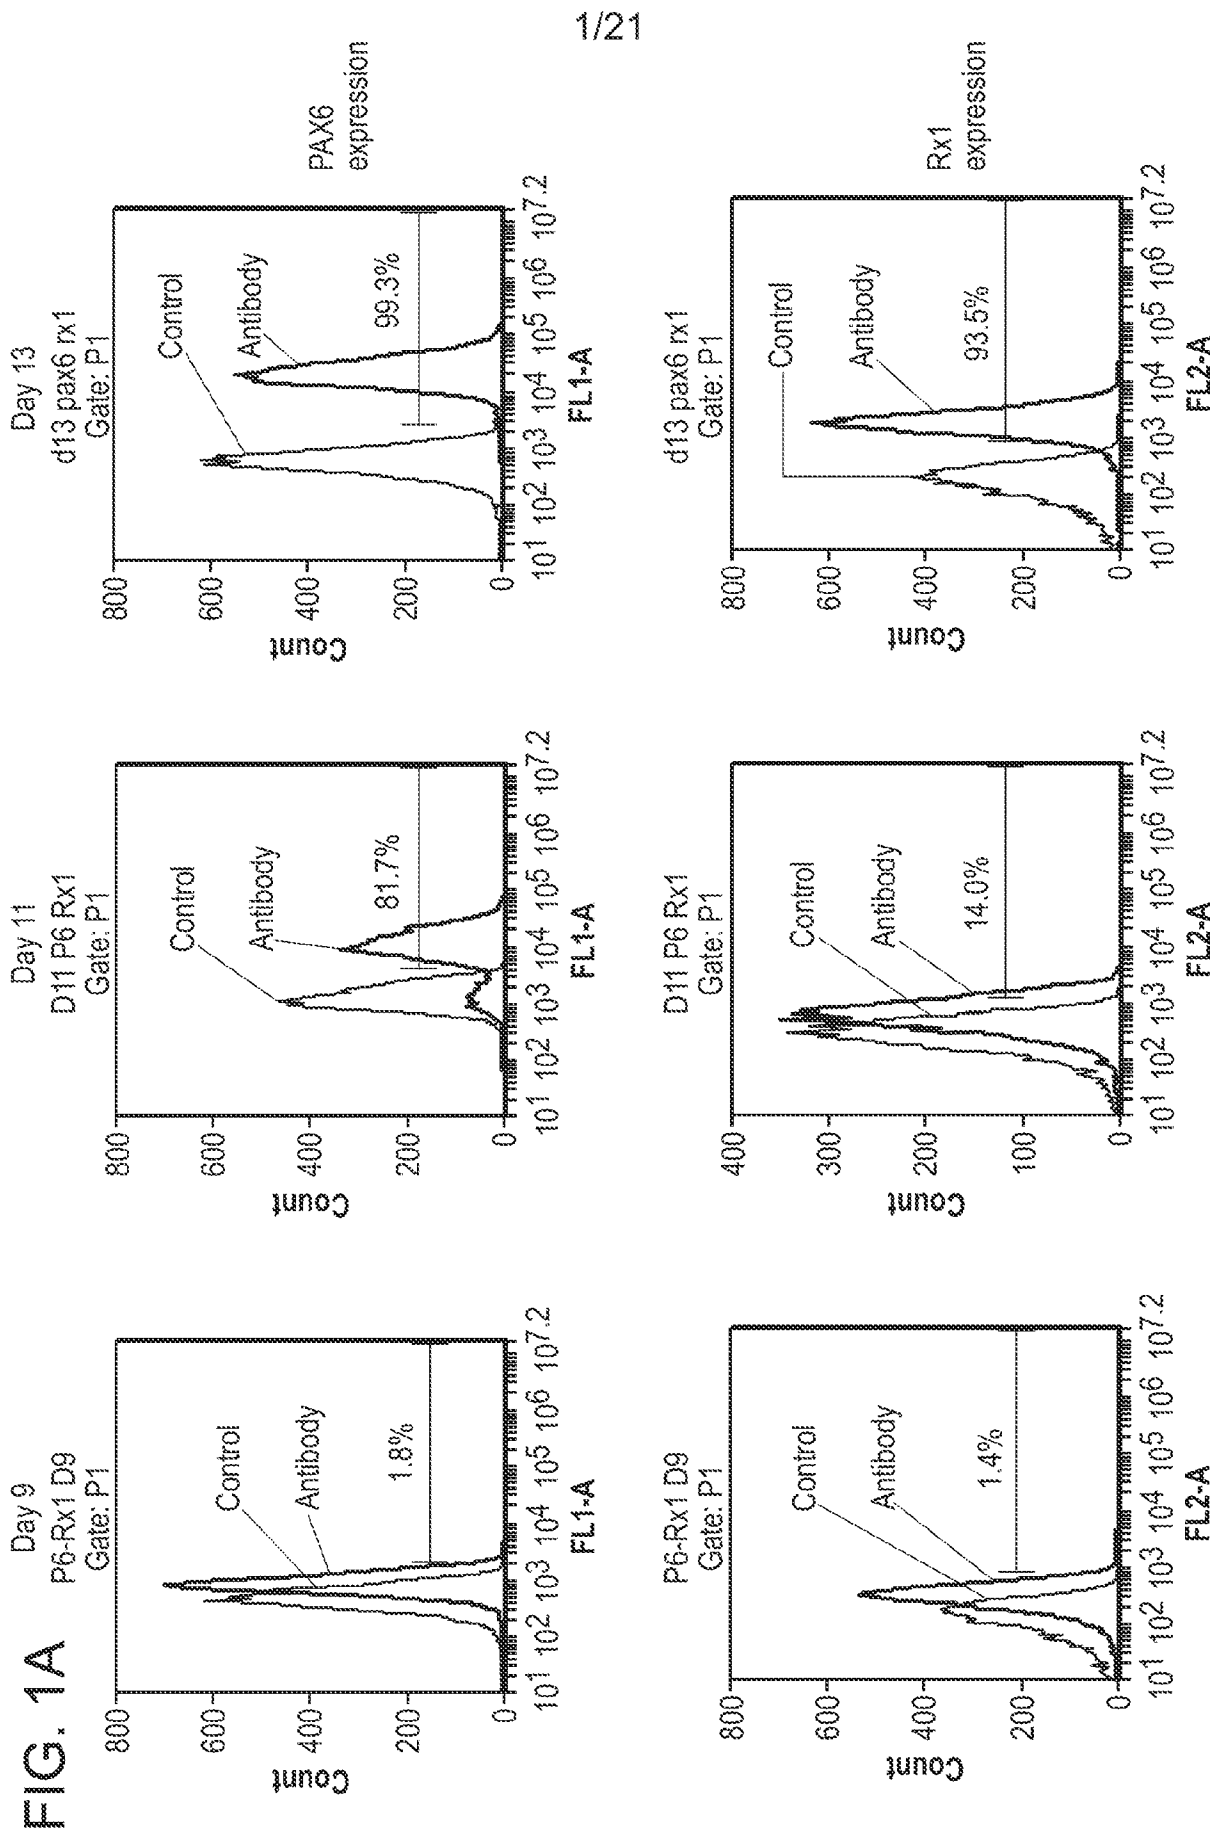 1/21
FIG. 1A
Day 9
P6-Rx1 D9
Gate: P1
800
600
400
200
0
Count
Control
Antibody
1.8%
10¹ 10² 10³ 10⁴ 10⁵ 10⁶ 10⁷·²
FL1-A
Day 11
D11 P6 Rx1
Gate: P1
800
600
400
200
0
Count
Control
Antibody
81.7%
10¹ 10² 10³ 10⁴ 10⁵ 10⁶ 10⁷·²
FL1-A
Day 13
d13 pax6 rx1
Gate: P1
800
600
400
200
0
Count
Control
Antibody
99.3%
10¹ 10² 10³ 10⁴ 10⁵ 10⁶ 10⁷·²
FL1-A
PAX6
expression
P6-Rx1 D9
Gate: P1
800
600
400
200
0
Count
Control
Antibody
1.4%
10¹ 10² 10³ 10⁴ 10⁵ 10⁶ 10⁷·²
FL2-A
D11 P6 Rx1
Gate: P1
400
300
200
100
0
Count
Control
Antibody
14.0%
10¹ 10² 10³ 10⁴ 10⁵ 10⁶ 10⁷·²
FL2-A
d13 pax6 rx1
Gate: P1
800
600
400
200
0
Count
Control
Antibody
93.5%
10¹ 10² 10³ 10⁴ 10⁵ 10⁶ 10⁷·²
FL2-A
Rx1
expression